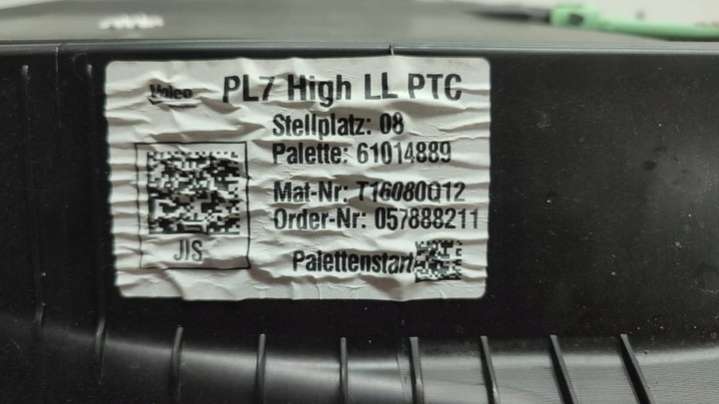 Valeo PL7 High LL PTC
Stellplatz: 08
Palette: 61014889
Mat-Nr: T16080Q12
Order-Nr: 057888211
JIS
Palettenstart